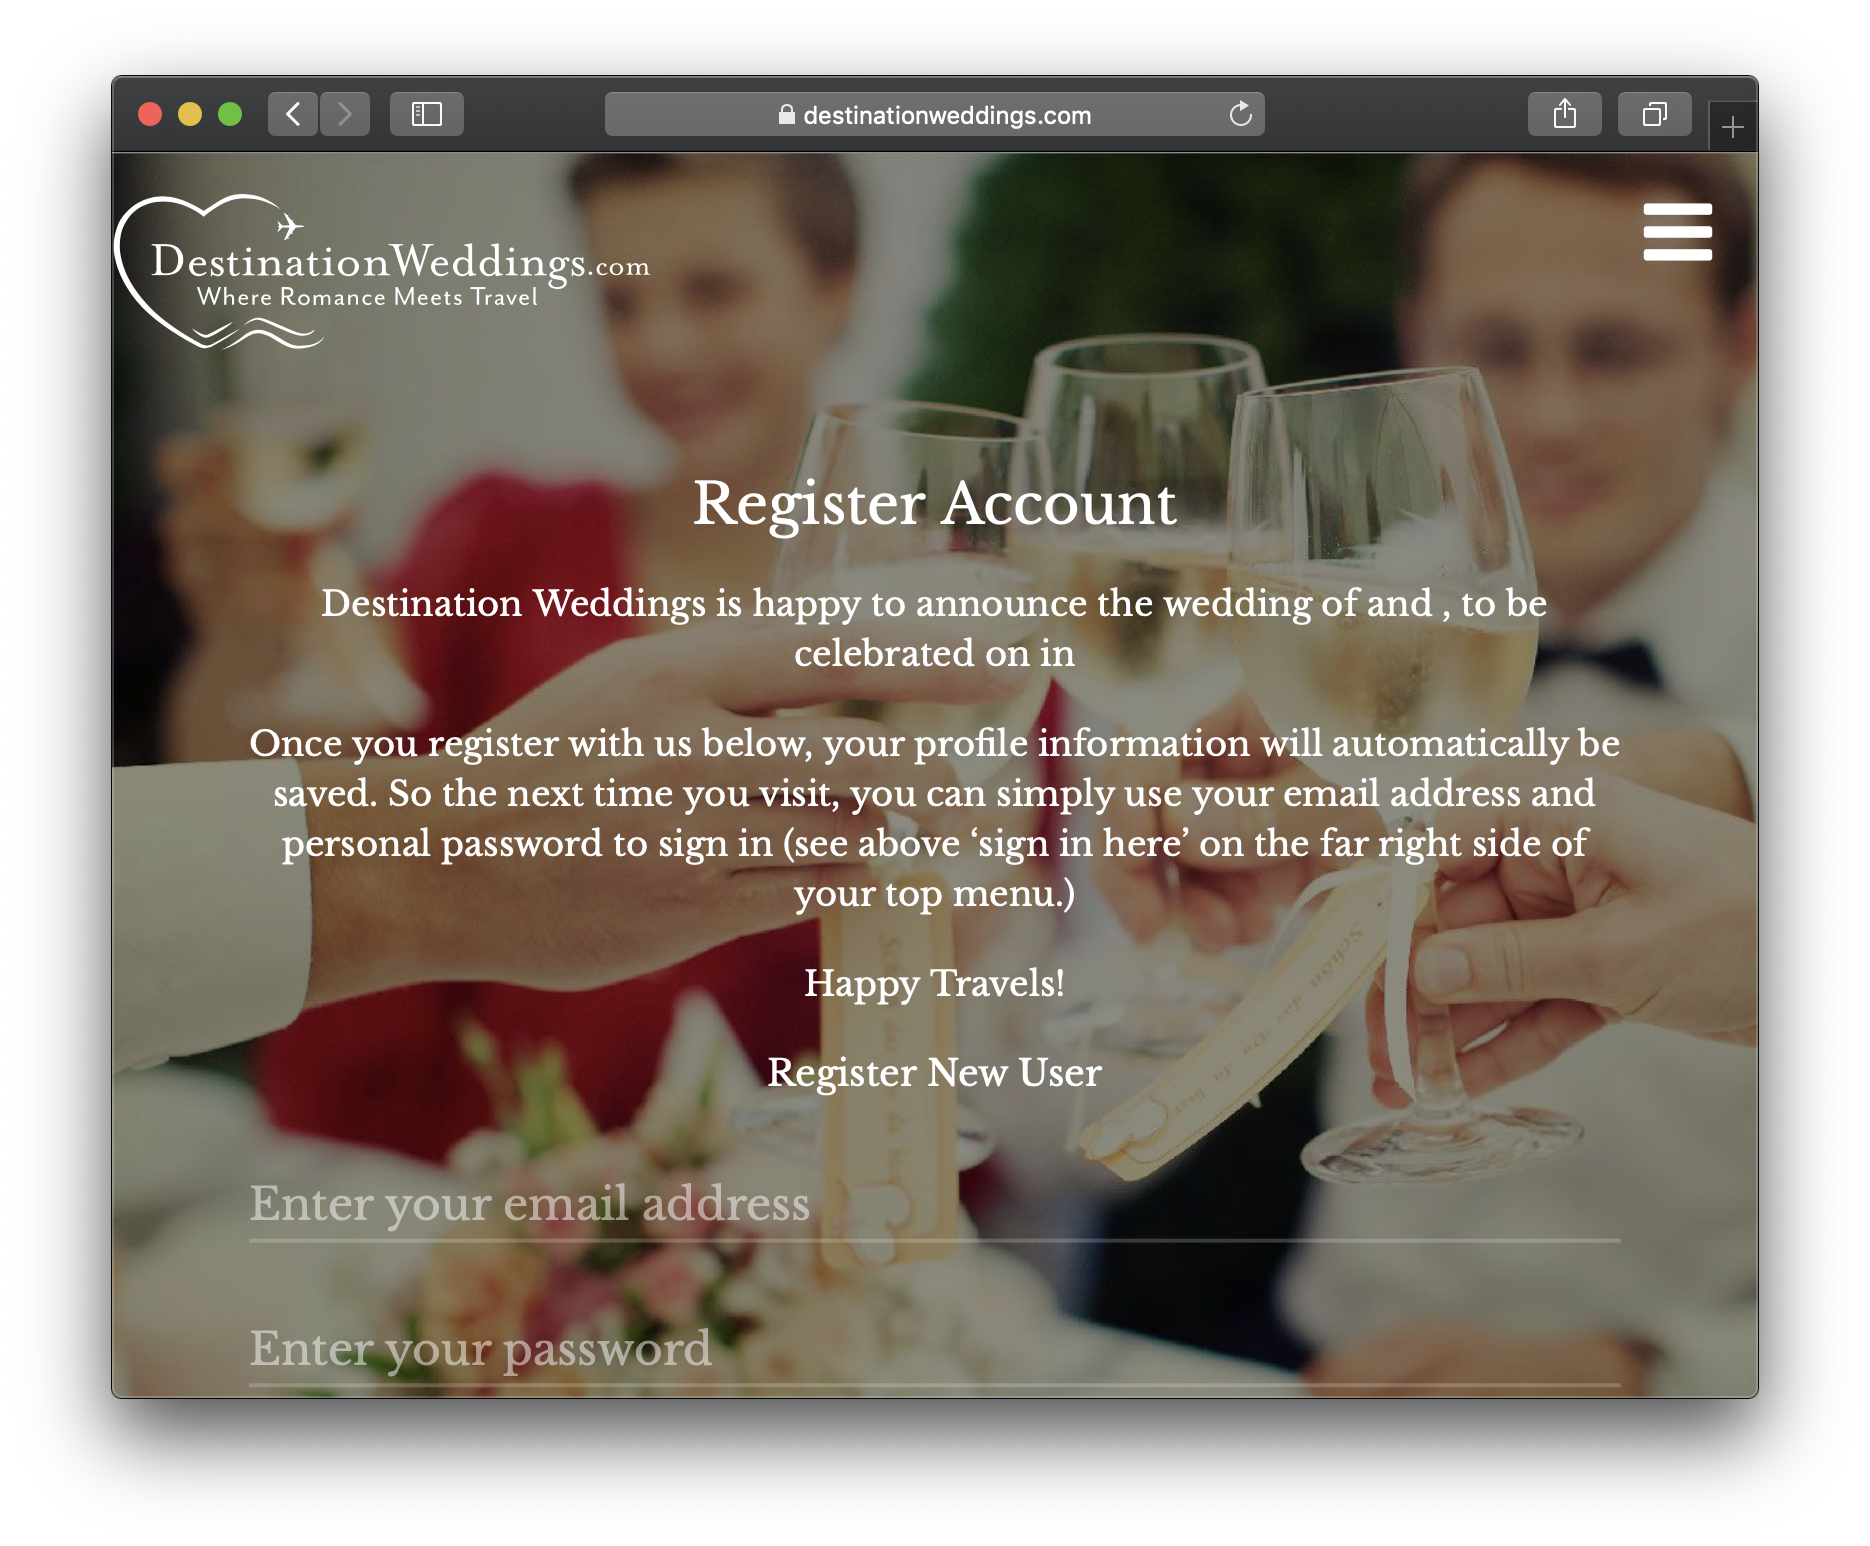 destinationweddings.com
DestinationWeddings.com
Where Romance Meets Travel
Register Account
Destination Weddings is happy to announce the wedding of and , to be
celebrated on in
Once you register with us below, your profile information will automatically be
saved. So the next time you visit, you can simply use your email address and
personal password to sign in (see above ‘sign in here’ on the far right side of
your top menu.)
Happy Travels!
Register New User
Enter your email address
Enter your password